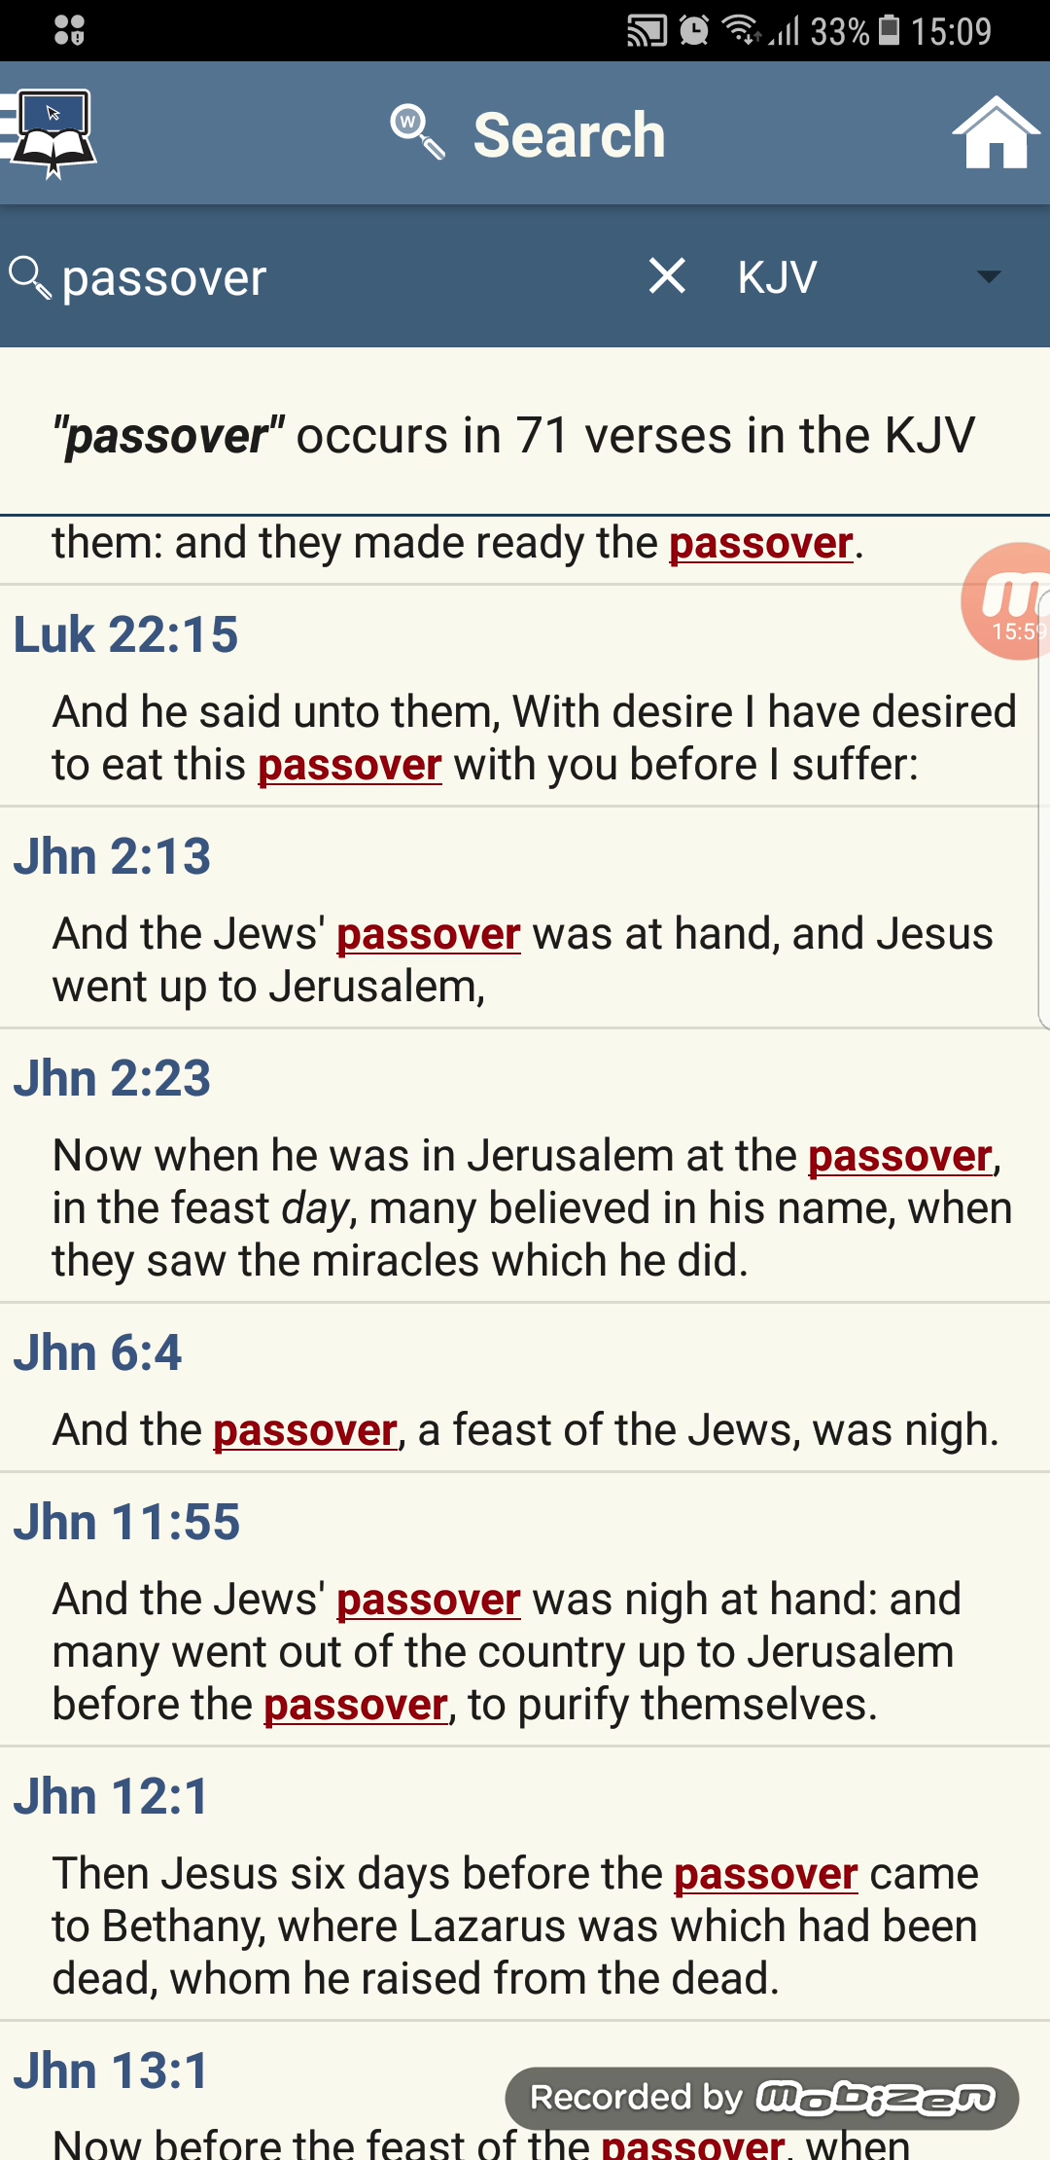 33% 15:09
W Search
passover KJV
"passover" occurs in 71 verses in the KJV
them: and they made ready the passover.
15:59
Luk 22:15
And he said unto them, With desire I have desired
to eat this passover with you before I suffer:
Jhn 2:13
And the Jews' passover was at hand, and Jesus
went up to Jerusalem,
Jhn 2:23
Now when he was in Jerusalem at the passover,
in the feast day, many believed in his name, when
they saw the miracles which he did.
Jhn 6:4
And the passover, a feast of the Jews, was nigh.
Jhn 11:55
And the Jews' passover was nigh at hand: and
many went out of the country up to Jerusalem
before the passover, to purify themselves.
Jhn 12:1
Then Jesus six days before the passover came
to Bethany, where Lazarus was which had been
dead, whom he raised from the dead.
Jhn 13:1
Recorded by mobizen
Now before the feast of the passover, when